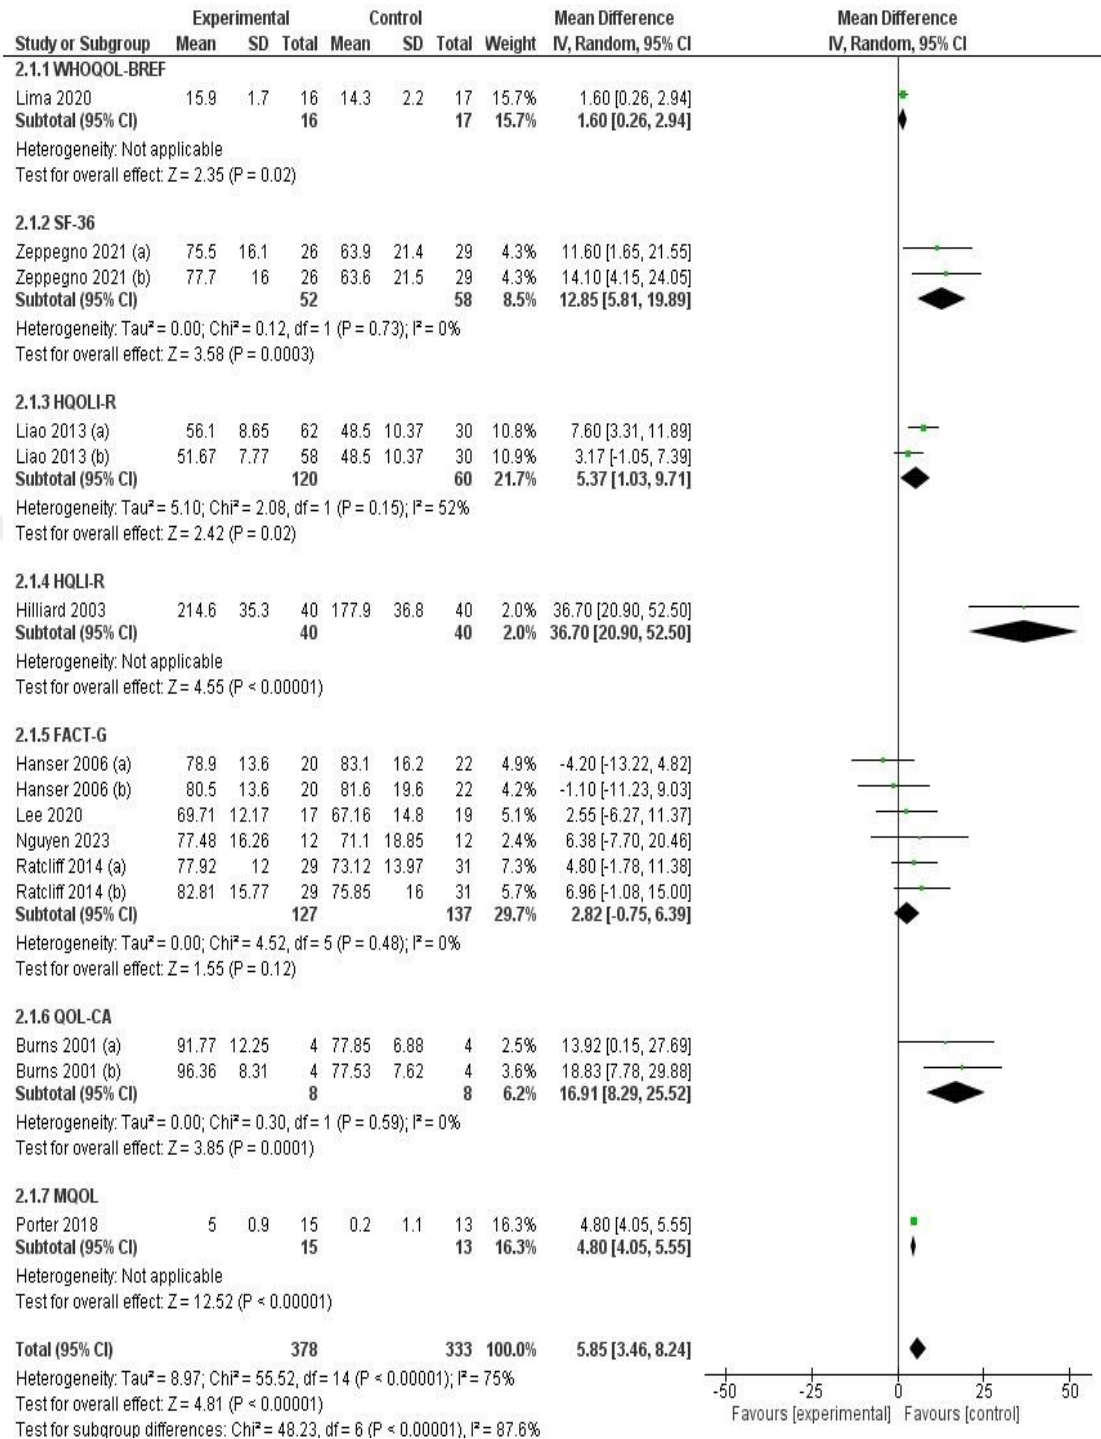 Experimental Control Mean Difference Mean Difference
Study or Subgroup Mean SD Total Mean SD Total Weight IV, Random, 95% CI IV, Random, 95% CI
2.1.1 WHOQOL-BREF
Lima 2020 15.9 1.7 16 14.3 2.2 17 15.7% 1.60 [0.26, 2.94]
Subtotal (95% CI) 16 17 15.7% 1.60 [0.26, 2.94]
Heterogeneity: Not applicable
Test for overall effect: Z = 2.35 (P = 0.02)
2.1.2 SF-36
Zeppegno 2021 (a) 75.5 16.1 26 63.9 21.4 29 4.3% 11.60 [1.65, 21.55]
Zeppegno 2021 (b) 77.7 16 26 63.6 21.5 29 4.3% 14.10 [4.15, 24.05]
Subtotal (95% CI) 52 58 8.5% 12.85 [5.81, 19.89]
Heterogeneity: Tau² = 0.00; Chi² = 0.12, df = 1 (P = 0.73); I² = 0%
Test for overall effect: Z = 3.58 (P = 0.0003)
2.1.3 HQOLI-R
Liao 2013 (a) 56.1 8.65 62 48.5 10.37 30 10.8% 7.60 [3.31, 11.89]
Liao 2013 (b) 51.67 7.77 58 48.5 10.37 30 10.9% 3.17 [-1.05, 7.39]
Subtotal (95% CI) 120 60 21.7% 5.37 [1.03, 9.71]
Heterogeneity: Tau² = 5.10; Chi² = 2.08, df = 1 (P = 0.15); I² = 52%
Test for overall effect: Z = 2.42 (P = 0.02)
2.1.4 HQLI-R
Hilliard 2003 214.6 35.3 40 177.9 36.8 40 2.0% 36.70 [20.90, 52.50]
Subtotal (95% CI) 40 40 2.0% 36.70 [20.90, 52.50]
Heterogeneity: Not applicable
Test for overall effect: Z = 4.55 (P < 0.00001)
2.1.5 FACT-G
Hanser 2006 (a) 78.9 13.6 20 83.1 16.2 22 4.9% -4.20 [-13.22, 4.82]
Hanser 2006 (b) 80.5 13.6 20 81.6 19.6 22 4.2% -1.10 [-11.23, 9.03]
Lee 2020 69.71 12.17 17 67.16 14.8 19 5.1% 2.55 [-6.27, 11.37]
Nguyen 2023 77.48 16.26 12 71.1 18.85 12 2.4% 6.38 [-7.70, 20.46]
Ratcliff 2014 (a) 77.92 12 29 73.12 13.97 31 7.3% 4.80 [-1.78, 11.38]
Ratcliff 2014 (b) 82.81 15.77 29 75.85 16 31 5.7% 6.96 [-1.08, 15.00]
Subtotal (95% CI) 127 137 29.7% 2.82 [-0.75, 6.39]
Heterogeneity: Tau² = 0.00; Chi² = 4.52, df = 5 (P = 0.48); I² = 0%
Test for overall effect: Z = 1.55 (P = 0.12)
2.1.6 QOL-CA
Burns 2001 (a) 91.77 12.25 4 77.85 6.88 4 2.5% 13.92 [0.15, 27.69]
Burns 2001 (b) 96.36 8.31 4 77.53 7.62 4 3.6% 18.83 [7.78, 29.88]
Subtotal (95% CI) 8 8 6.2% 16.91 [8.29, 25.52]
Heterogeneity: Tau² = 0.00; Chi² = 0.30, df = 1 (P = 0.59); I² = 0%
Test for overall effect: Z = 3.85 (P = 0.0001)
2.1.7 MQOL
Porter 2018 5 0.9 15 0.2 1.1 13 16.3% 4.80 [4.05, 5.55]
Subtotal (95% CI) 15 13 16.3% 4.80 [4.05, 5.55]
Heterogeneity: Not applicable
Test for overall effect: Z = 12.52 (P < 0.00001)
Total (95% CI) 378 333 100.0% 5.85 [3.46, 8.24]
Heterogeneity: Tau² = 8.97; Chi² = 55.52, df = 14 (P < 0.00001); I² = 75%
Test for overall effect: Z = 4.81 (P < 0.00001)
Test for subgroup differences: Chi² = 48.23, df = 6 (P < 0.00001), I² = 87.6%
-50 -25 0 25 50
Favours [experimental] Favours [control]